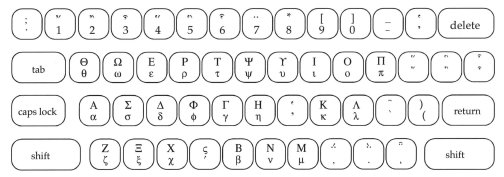 * [ ]
1 2 3 4 5 6 7 8 9 0 delete
Θ Ω Ε Ρ Τ Ψ Υ Ι Ο Π
tab θ ω ε ρ τ ψ υ ι ο π
Α Σ Δ Φ Γ Η Κ Λ )
caps lock α σ δ φ γ η κ λ ( return
Ζ Ξ Χ ς Β Ν Μ
shift ζ ξ χ β ν μ , . shift